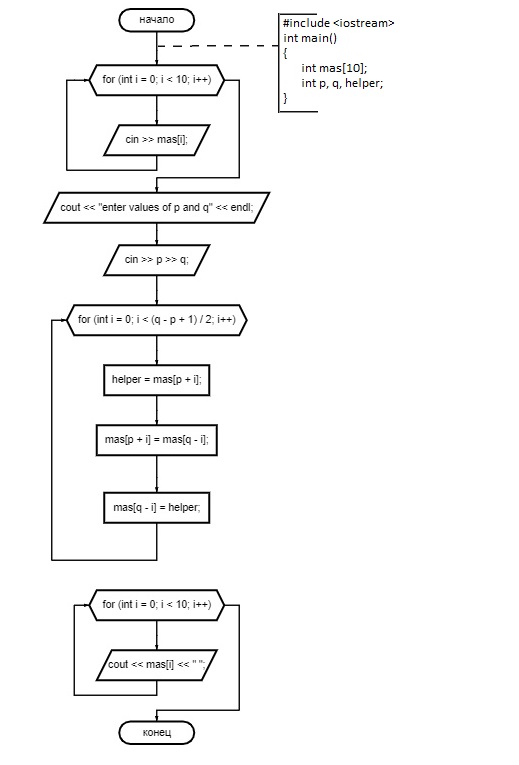 начало
#include <iostream>
int main()
{
int mas[10];
int p, q, helper;
}
for (int i = 0; i < 10; i++)
cin >> mas[i];
cout << "enter values of p and q" << endl;
cin >> p >> q;
for (int i = 0; i < (q - p + 1) / 2; i++)
helper = mas[p + i];
mas[p + i] = mas[q - i];
mas[q - i] = helper;
for (int i = 0; i < 10; i++)
cout << mas[i] << " ";
конец